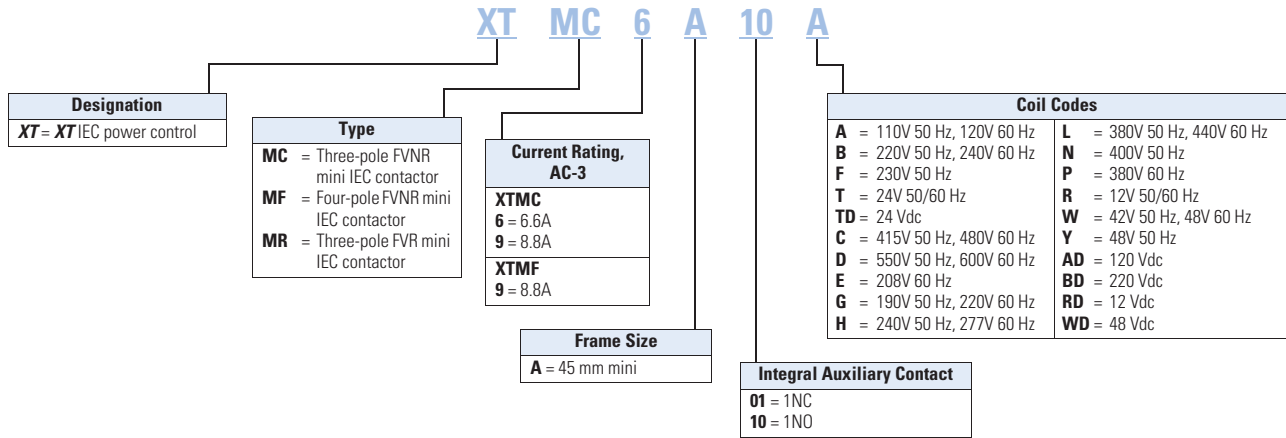 XT MC 6 A 10 A
Designation
XT = XT IEC power control
Type
MC = Three-pole FVNR
mini IEC contactor
MF = Four-pole FVNR mini
IEC contactor
MR = Three-pole FVR mini
IEC contactor
Current Rating,
AC-3
XTMC
6 = 6.6A
9 = 8.8A
XTMF
9 = 8.8A
Frame Size
A = 45 mm mini
Integral Auxiliary Contact
01 = 1NC
10 = 1NO
Coil Codes
A = 110V 50 Hz, 120V 60 Hz
B = 220V 50 Hz, 240V 60 Hz
F = 230V 50 Hz
T = 24V 50/60 Hz
TD = 24 Vdc
C = 415V 50 Hz, 480V 60 Hz
D = 550V 50 Hz, 600V 60 Hz
E = 208V 60 Hz
G = 190V 50 Hz, 220V 60 Hz
H = 240V 50 Hz, 277V 60 Hz
L = 380V 50 Hz, 440V 60 Hz
N = 400V 50 Hz
P = 380V 60 Hz
R = 12V 50/60 Hz
W = 42V 50 Hz, 48V 60 Hz
Y = 48V 50 Hz
AD = 120 Vdc
BD = 220 Vdc
RD = 12 Vdc
WD = 48 Vdc